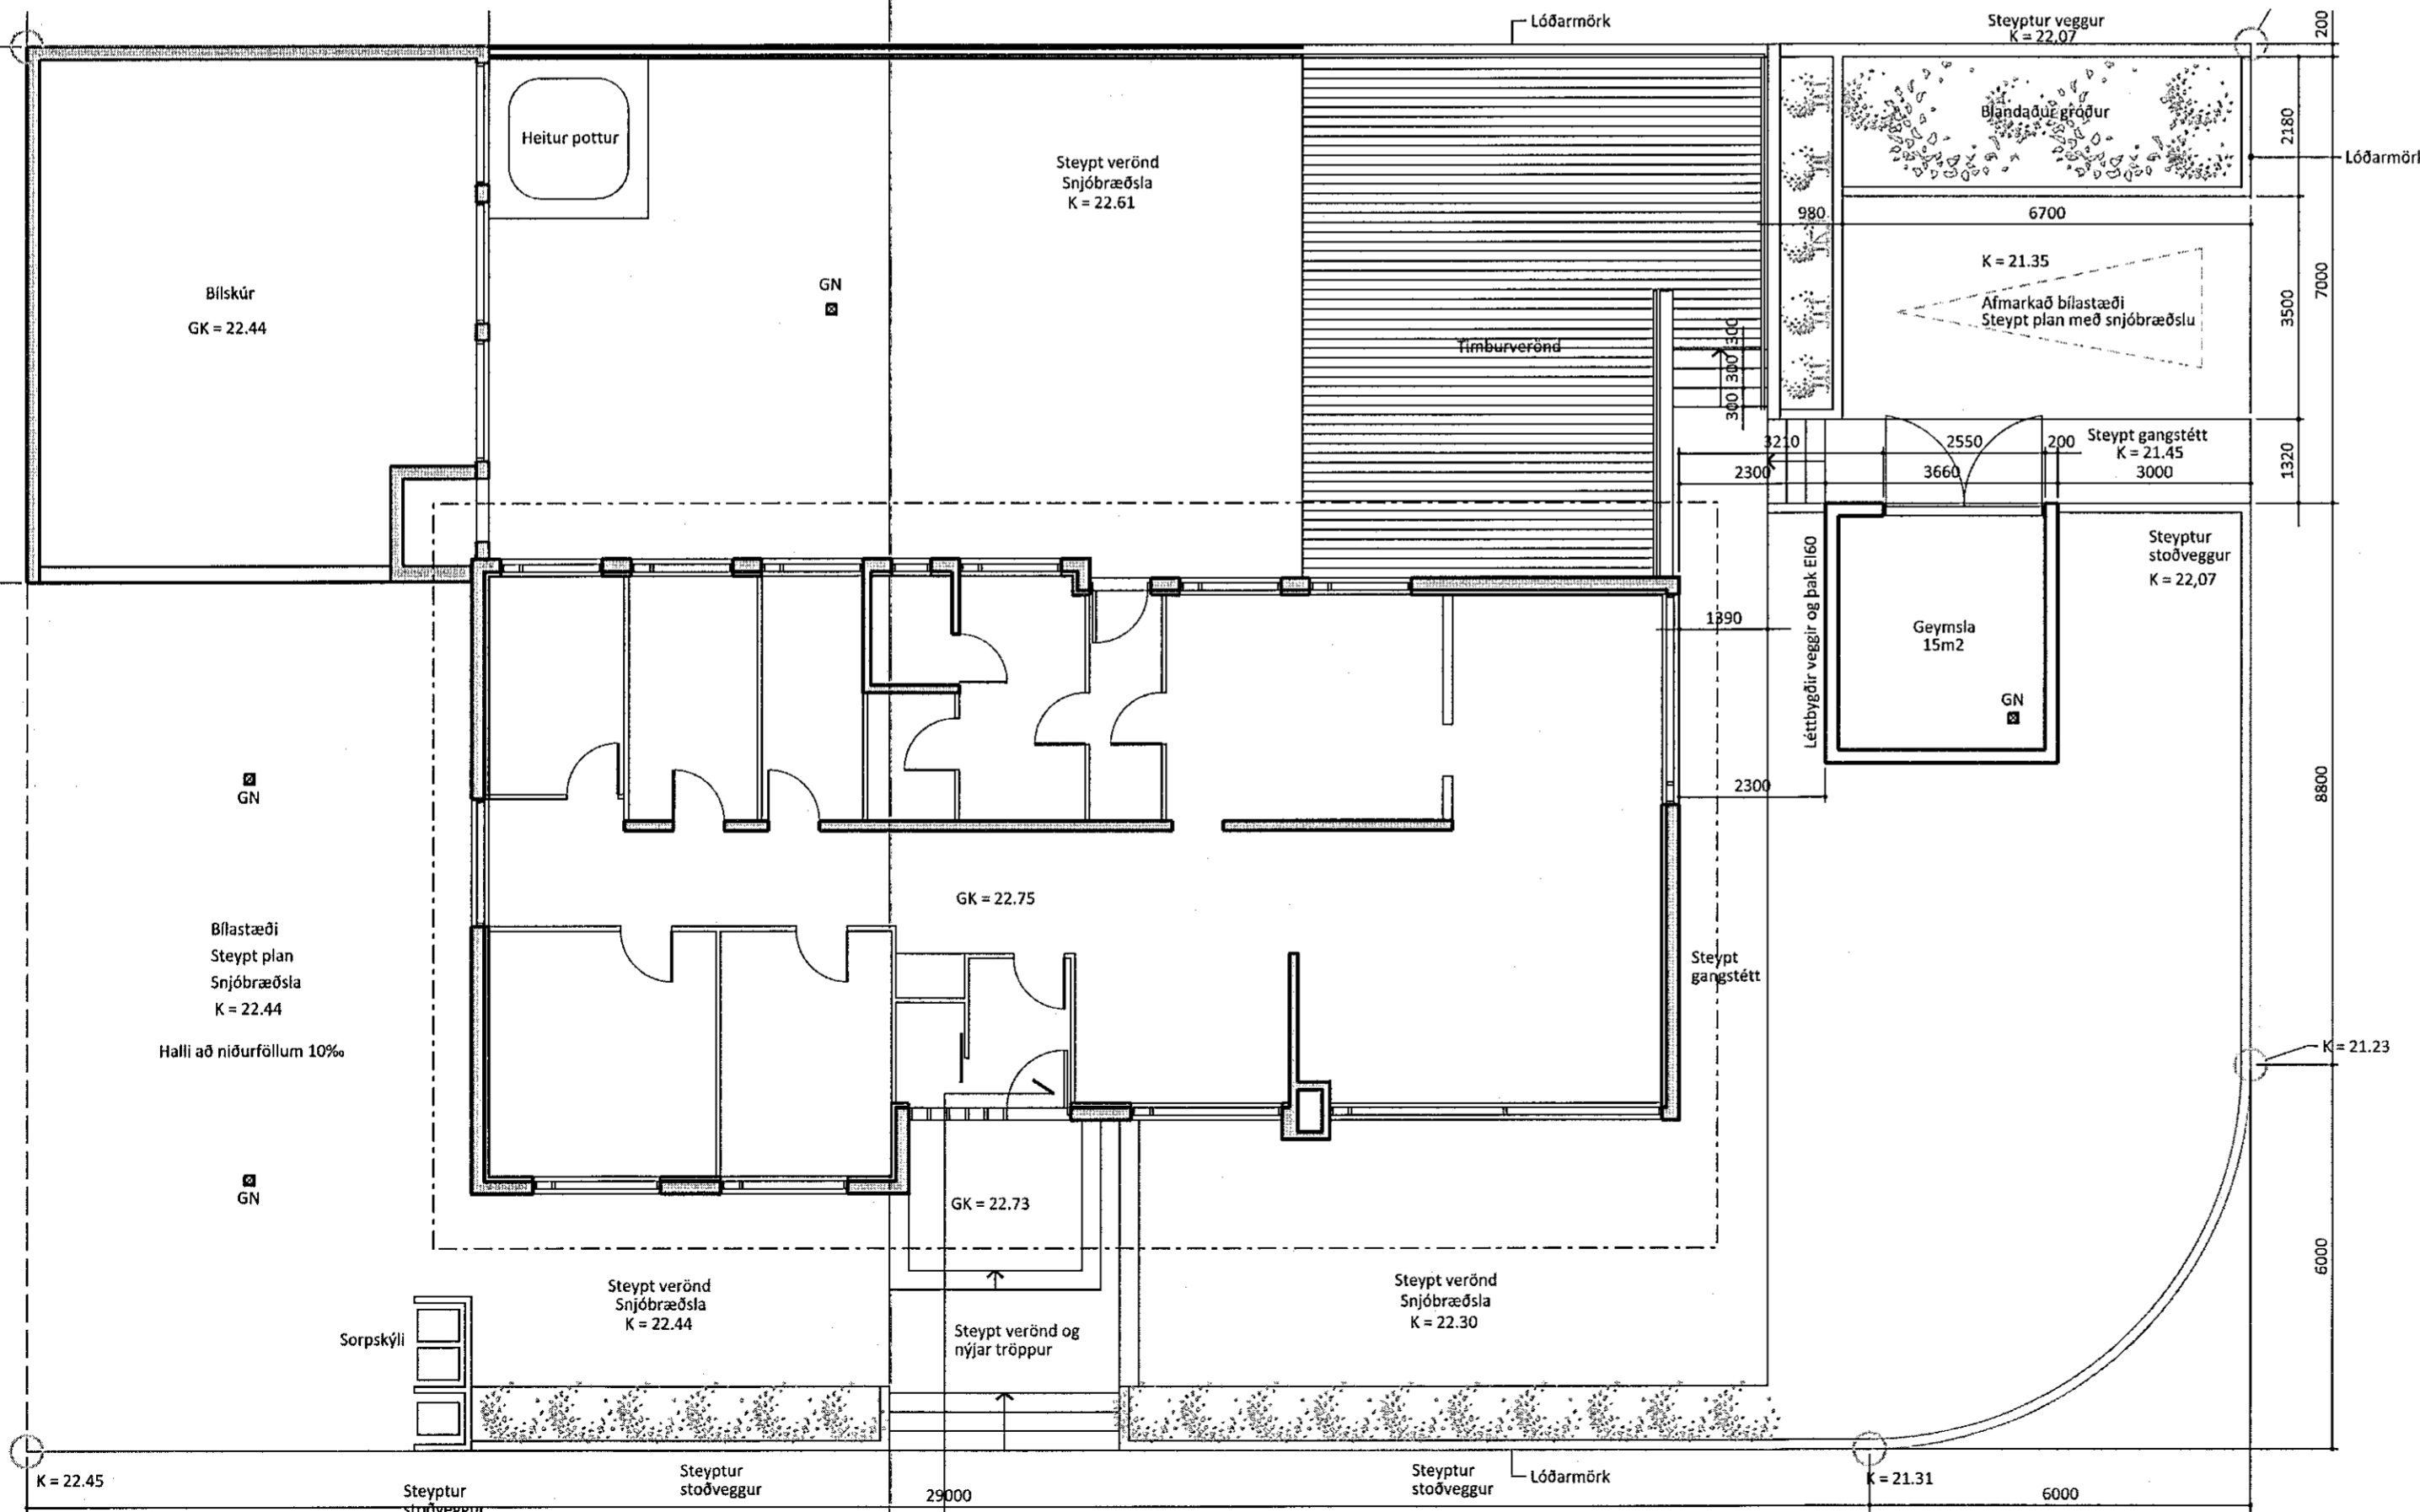 Lóðarmörk
Steyptur veggur
K = 22,07
200
Heitur pottur
Steypt verönd
Snjóbræðsla
K = 22.61
Blandaður gróður
2180
980
6700
Bílskúr
GK = 22.44
GN
K = 21.35
Afmarkað bílastæði
Steypt plan með snjóbræðslu
3500
7000
Timburverönd
300
300
300
3210
2550
200
Steypt gangstétt
K = 21.45
2300
3660
3000
1320
Steyptur
stoðveggur
K = 22,07
1390
Léttbygðir veggir og þak EI60
Geymsla
15m2
GN
2300
8800
GN
GK = 22.75
Bílastæði
Steypt plan
Snjóbræðsla
K = 22.44
Halli að niðurföllum 10‰
Steypt
gangstétt
K = 21.23
GN
GK = 22.73
6000
Steypt verönd
Snjóbræðsla
K = 22.44
Steypt verönd
Snjóbræðsla
K = 22.30
Sorpskýli
Steypt verönd og
nýjar tröppur
K = 22.45
Steyptur
stoðveggur
Steyptur
stoðveggur
Steyptur
stoðveggur
Lóðarmörk
K = 21.31
29000
6000